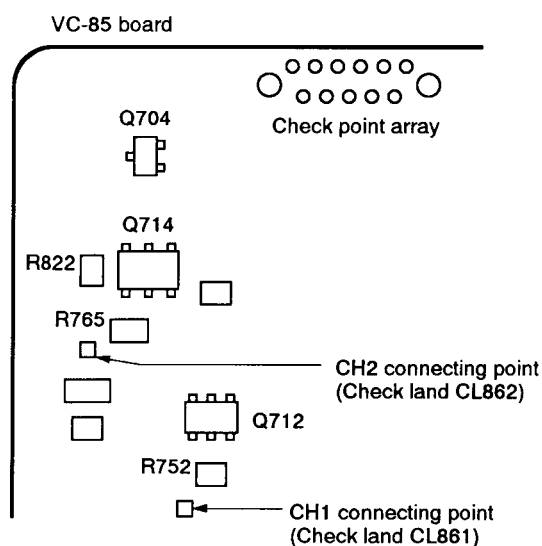 VC-85 board
Check point array
Q704
Q714
R822
R765
CH2 connecting point
(Check land CL862)
Q712
R752
CH1 connecting point
(Check land CL861)